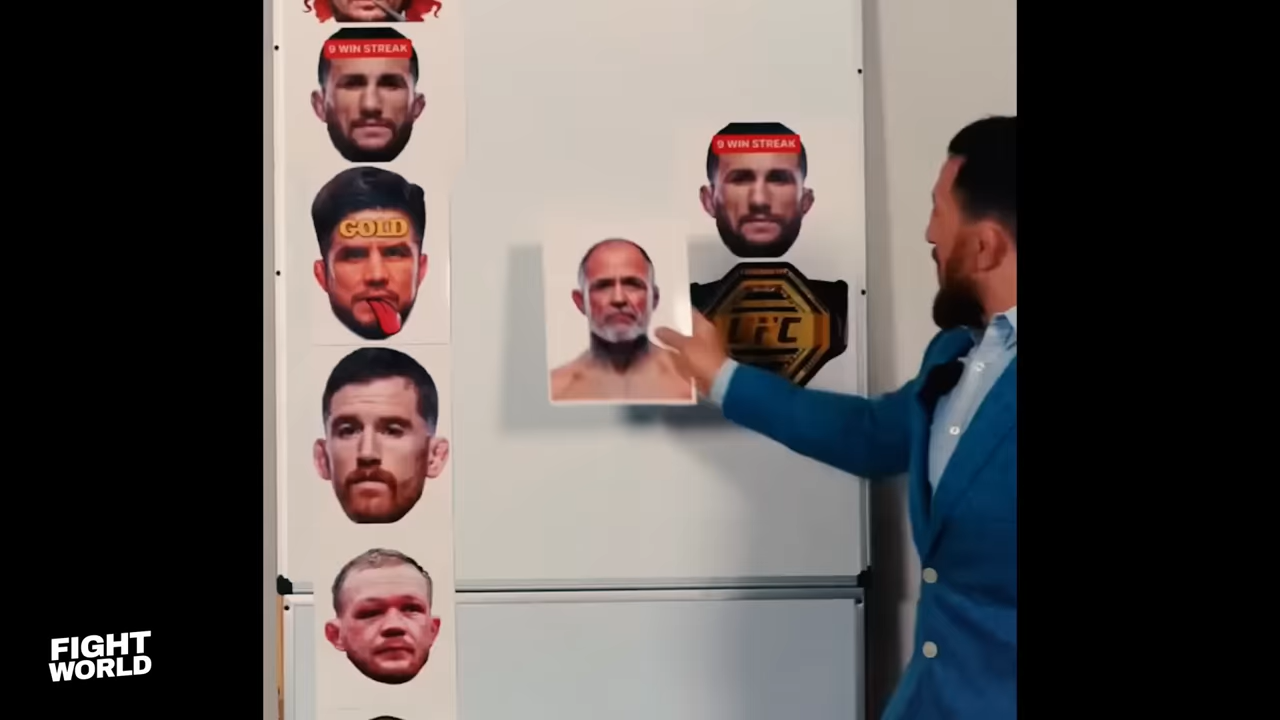 9 WIN STREAK
9 WIN STREAK
GOLD
UFC
FIGHT
WORLD